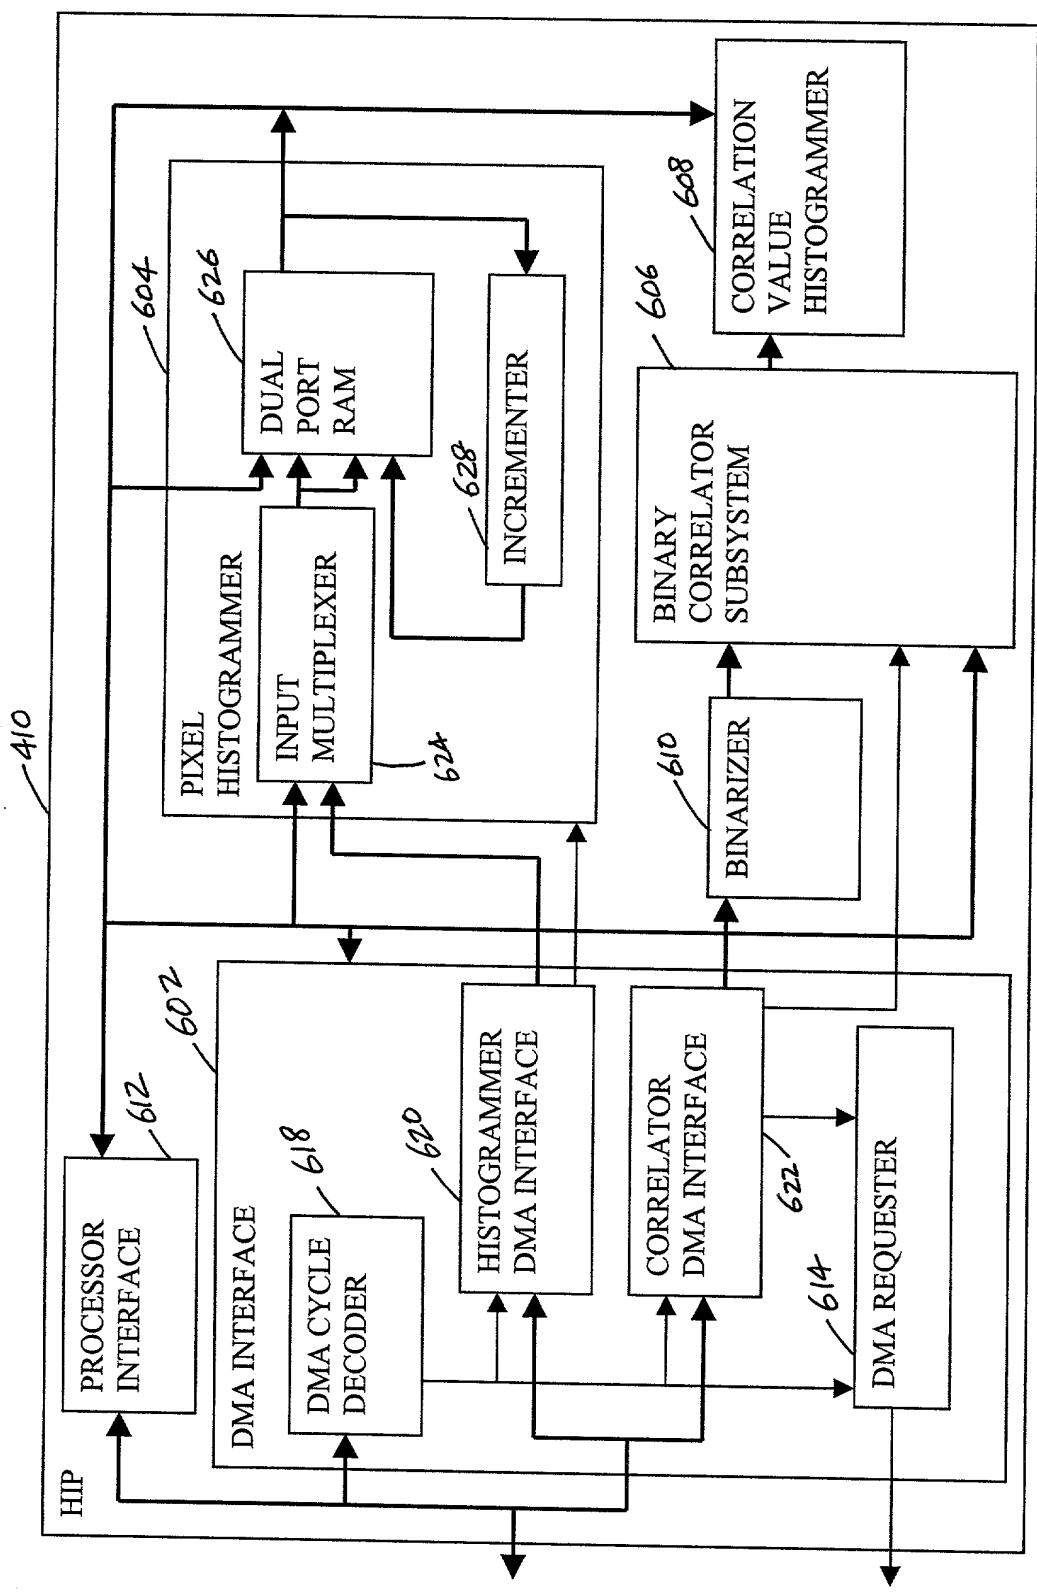 410
HIP
PROCESSOR
INTERFACE
612
602
DMA INTERFACE
DMA CYCLE
DECODER
618
HISTOGRAMMER
DMA INTERFACE
620
CORRELATOR
DMA INTERFACE
622
DMA REQUESTER
614
PIXEL
HISTOGRAMMER
604
INPUT
MULTIPLEXER
624
DUAL
PORT
RAM
626
INCREMENTER
628
BINARIZER
610
BINARY
CORRELATOR
SUBSYSTEM
606
CORRELATION
VALUE
HISTOGRAMMER
608